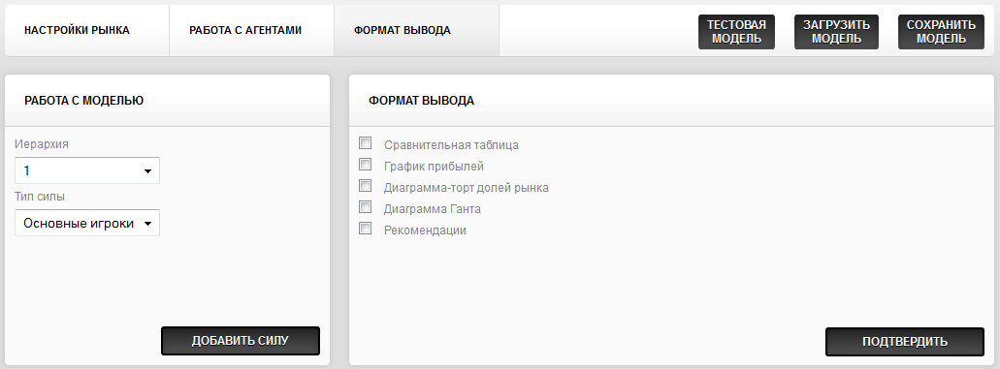 НАСТРОЙКИ РЫНКА
РАБОТА С АГЕНТАМИ
ФОРМАТ ВЫВОДА
ТЕСТОВАЯ
МОДЕЛЬ
ЗАГРУЗИТЬ
МОДЕЛЬ
СОХРАНИТЬ
МОДЕЛЬ
РАБОТА С МОДЕЛЬЮ
Иерархия
1
Тип силы
Основные игроки
ДОБАВИТЬ СИЛУ
ФОРМАТ ВЫВОДА
Сравнительная таблица
График прибылей
Диаграмма-торт долей рынка
Диаграмма Ганта
Рекомендации
ПОДТВЕРДИТЬ